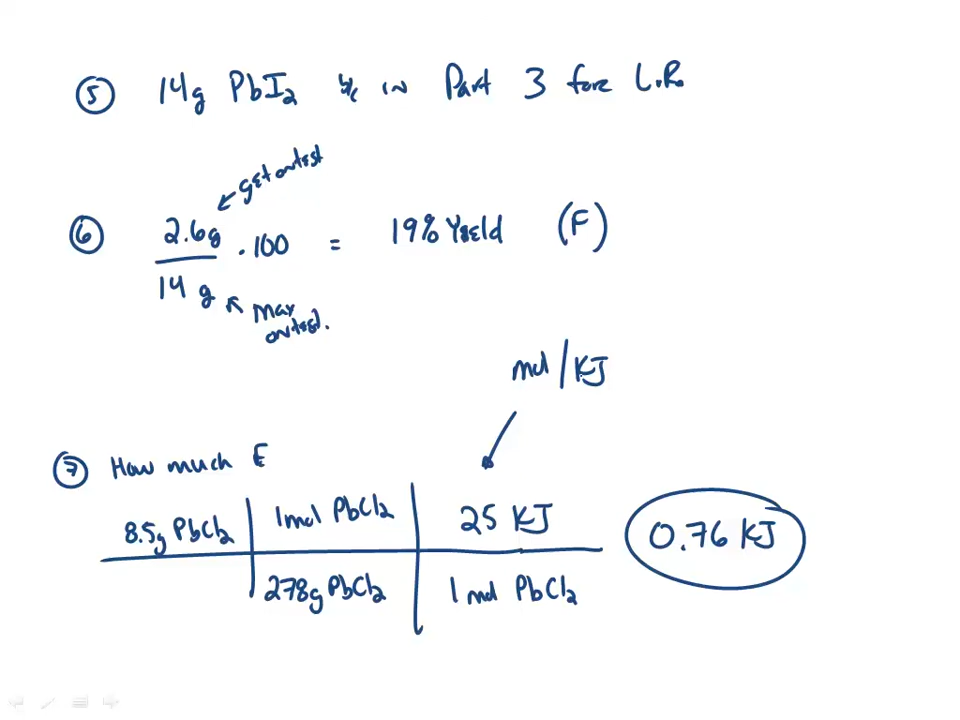 ⑤ 14g PbI₂ b/c in Part 3 for L.R.
get on test
⑥ 2.6g / 14 g · 100 = 19% Yield (F)
Max on test.
mol / KJ
⑦ How much E
8.5g PbCl₂ | 1 mol PbCl₂ | 25 KJ
278g PbCl₂ | 1 mol PbCl₂
0.76 KJ